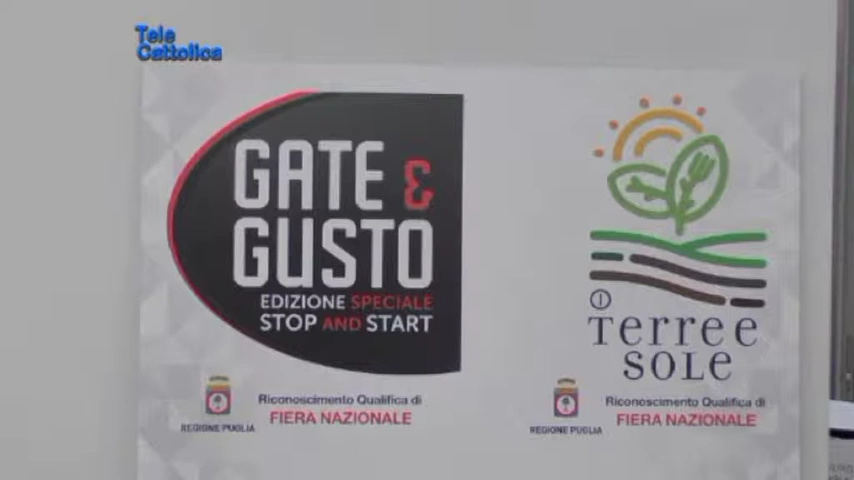 Tele
Cattolica
GATE &
GUSTO
EDIZIONE SPECIALE
STOP AND START
Terre e
SOLe
REGIONE PUGLIA
Riconoscimento Qualifica di
FIERA NAZIONALE
REGIONE PUGLIA
Riconoscimento Qualifica di
FIERA NAZIONALE